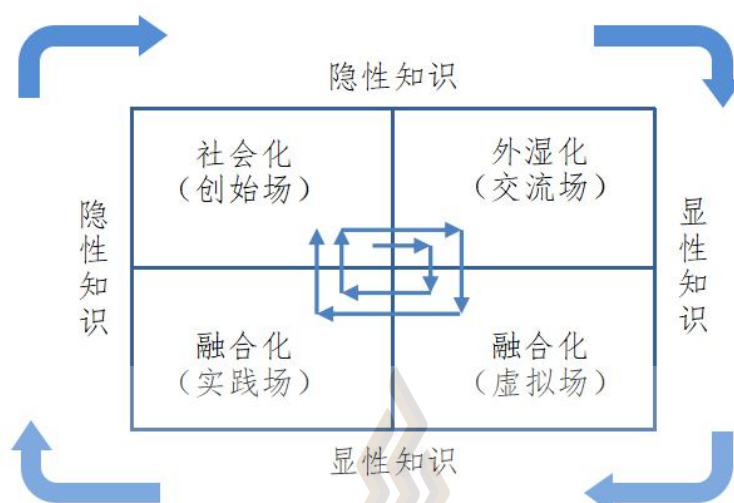 隐性知识
社会化
（创始场）
外湿化
（交流场）
隐性知识
显性知识
融合化
（实践场）
融合化
（虚拟场）
显性知识